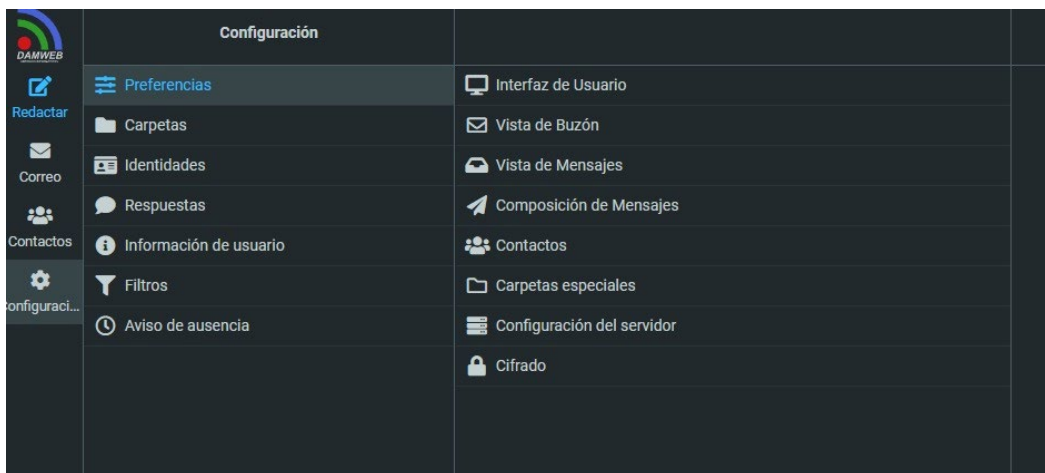 DAMWEB
Redactar
Correo
Contactos
onfiguraci...
Configuración
Preferencias
Carpetas
Identidades
Respuestas
Información de usuario
Filtros
Aviso de ausencia
Interfaz de Usuario
Vista de Buzón
Vista de Mensajes
Composición de Mensajes
Contactos
Carpetas especiales
Configuración del servidor
Cifrado